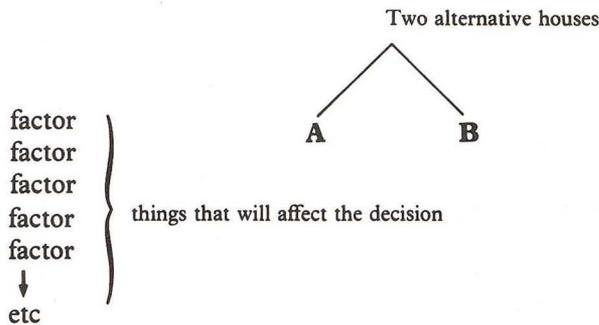 Two alternative houses
A B
factor
factor
factor
factor
factor
things that will affect the decision
etc